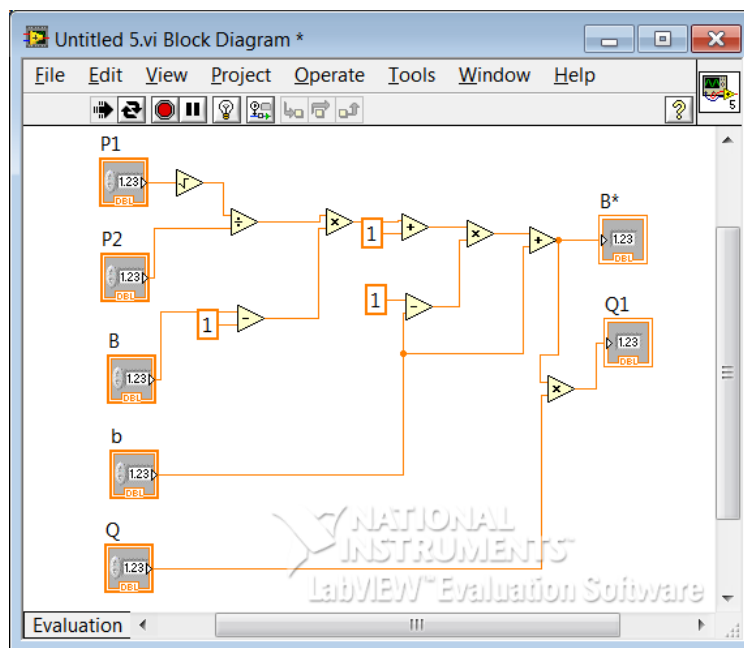 Untitled 5.vi Block Diagram *
File Edit View Project Operate Tools Window Help
? 5
P1
1.23
DBL
√
÷
×
1
+
×
+
B*
1.23
DBL
P2
1.23
DBL
1
−
1
−
Q1
1.23
DBL
B
1.23
DBL
×
b
1.23
DBL
Q
1.23
DBL
NATIONAL
INSTRUMENTS™
LabVIEW™ Evaluation Software
Evaluation